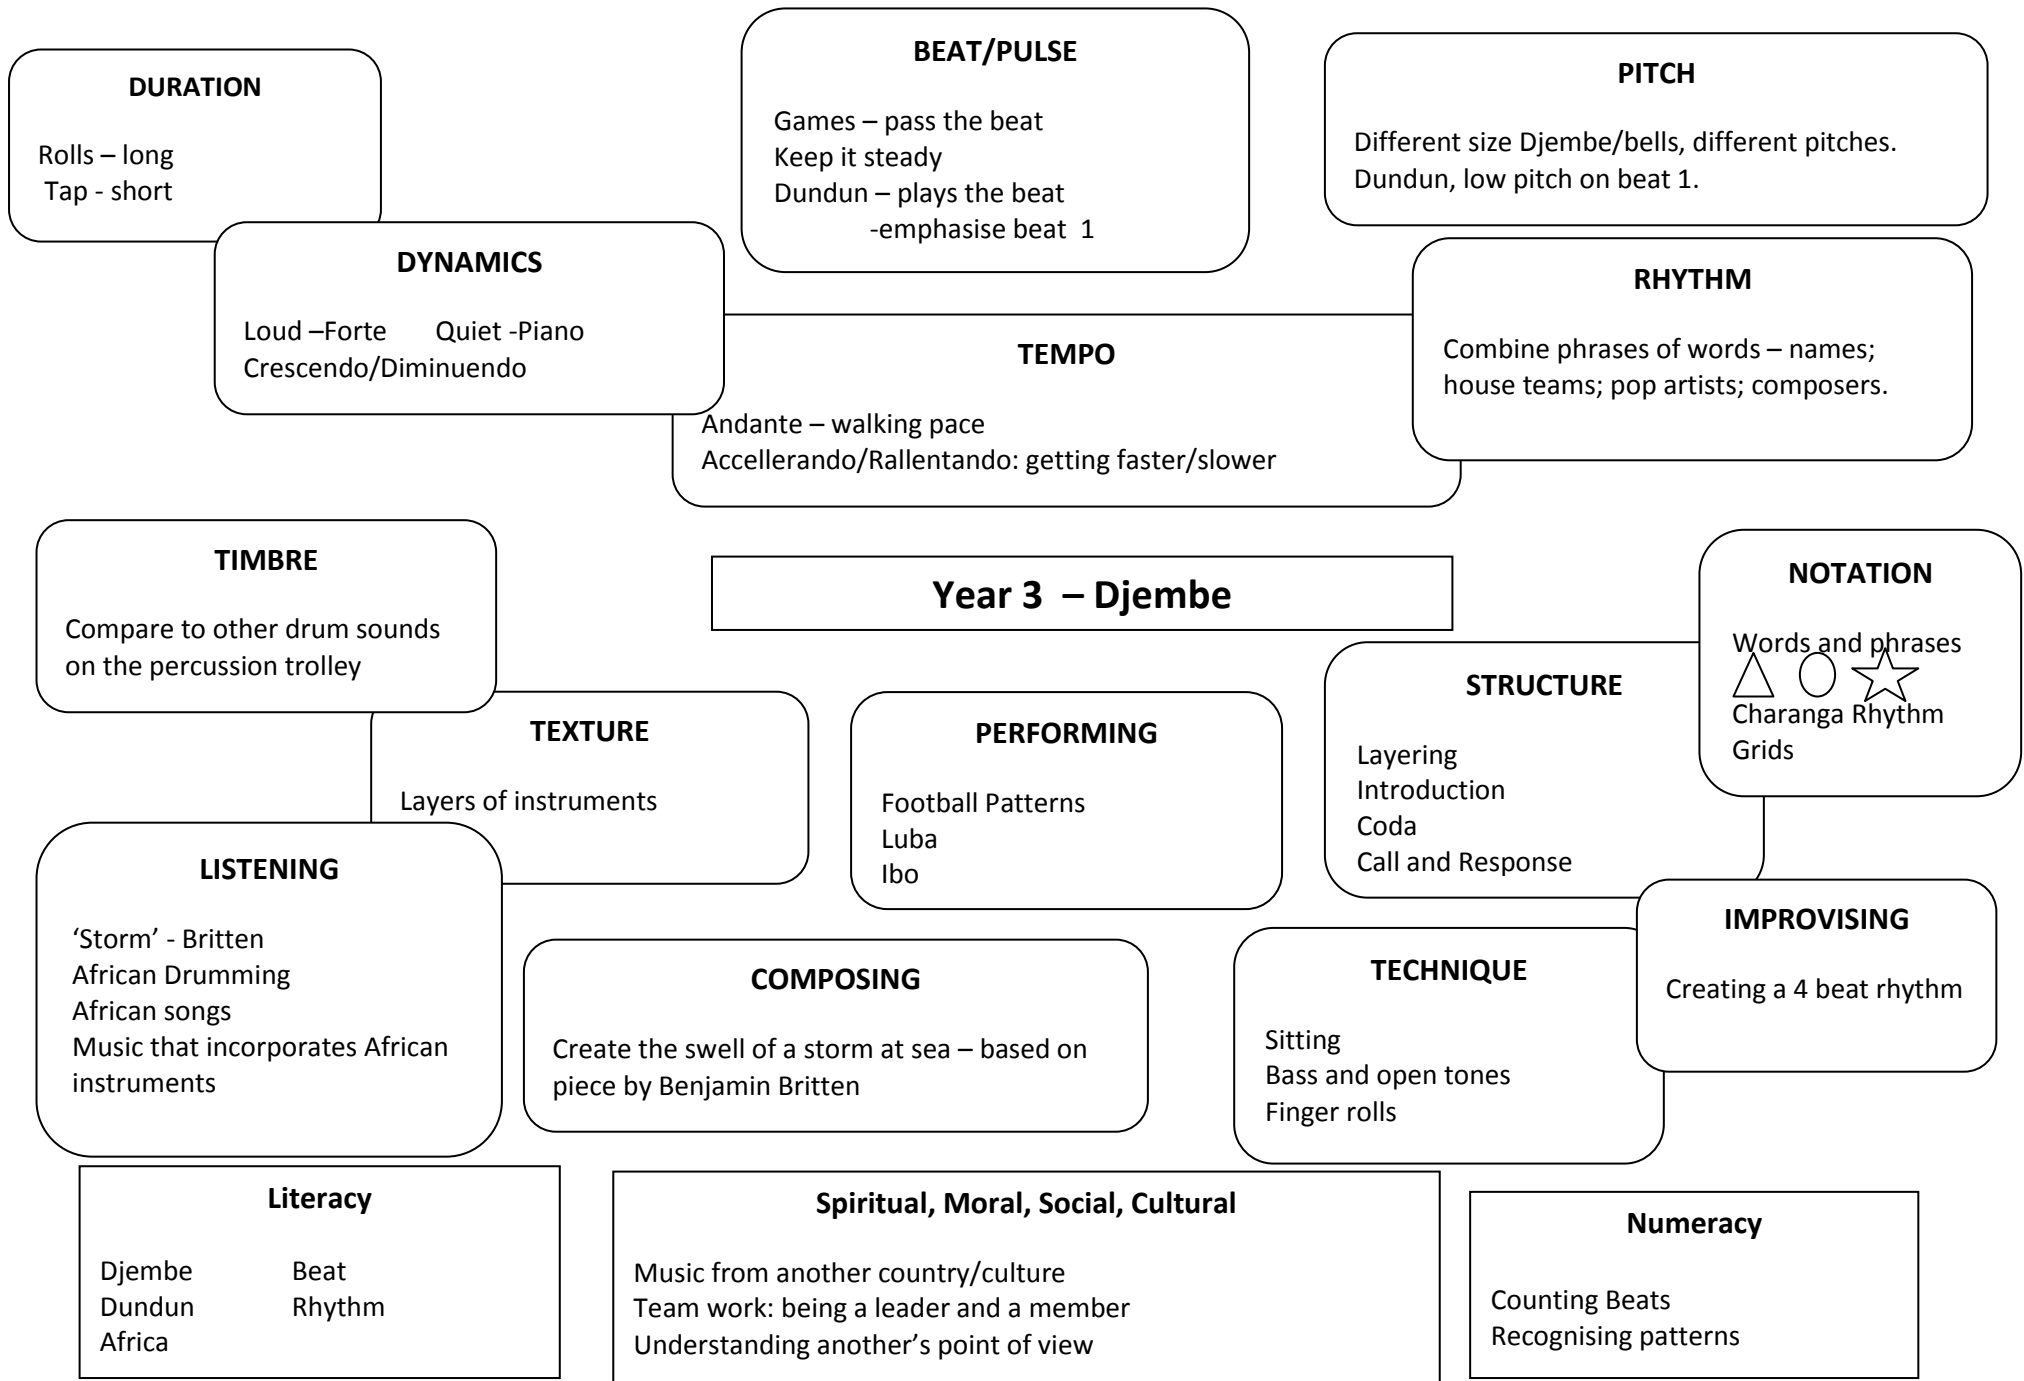 DURATION
Rolls – long
Tap - short
BEAT/PULSE
Games – pass the beat
Keep it steady
Dundun – plays the beat
-emphasise beat 1
PITCH
Different size Djembe/bells, different pitches.
Dundun, low pitch on beat 1.
DYNAMICS
Loud –Forte Quiet -Piano
Crescendo/Diminuendo
TEMPO
Andante – walking pace
Accellerando/Rallentando: getting faster/slower
RHYTHM
Combine phrases of words – names;
house teams; pop artists; composers.
TIMBRE
Compare to other drum sounds
on the percussion trolley
Year 3 – Djembe
NOTATION
Words and phrases
Charanga Rhythm
Grids
TEXTURE
Layers of instruments
PERFORMING
Football Patterns
Luba
Ibo
STRUCTURE
Layering
Introduction
Coda
Call and Response
LISTENING
‘Storm’ - Britten
African Drumming
African songs
Music that incorporates African
instruments
COMPOSING
Create the swell of a storm at sea – based on
piece by Benjamin Britten
TECHNIQUE
Sitting
Bass and open tones
Finger rolls
IMPROVISING
Creating a 4 beat rhythm
Literacy
Djembe Beat
Dundun Rhythm
Africa
Spiritual, Moral, Social, Cultural
Music from another country/culture
Team work: being a leader and a member
Understanding another’s point of view
Numeracy
Counting Beats
Recognising patterns